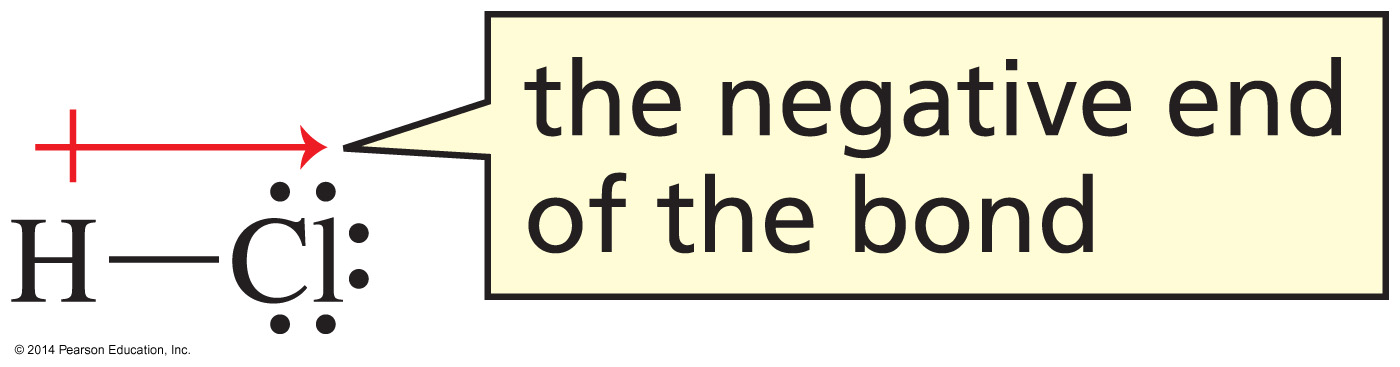 the negative end
of the bond
H—Cl
© 2014 Pearson Education, Inc.